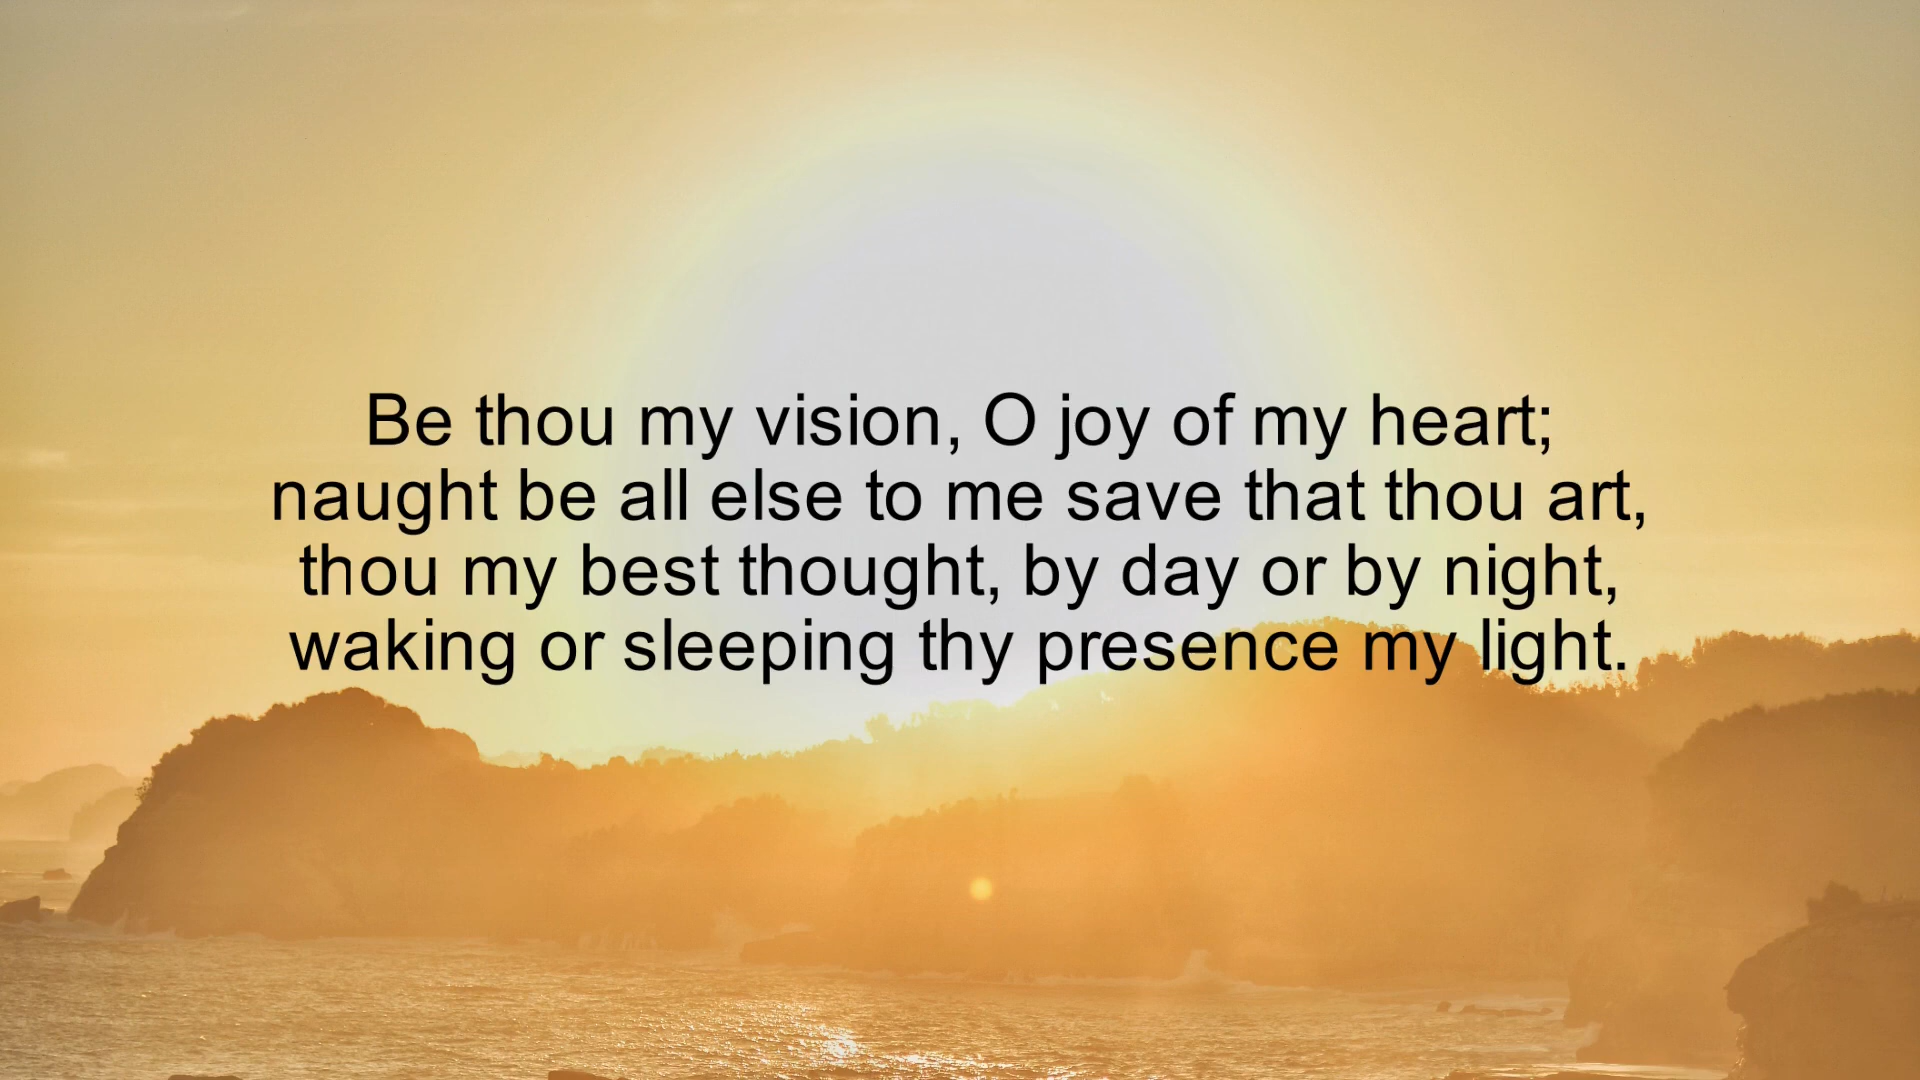 Be thou my vision, O joy of my heart;
naught be all else to me save that thou art,
thou my best thought, by day or by night,
waking or sleeping thy presence my light.